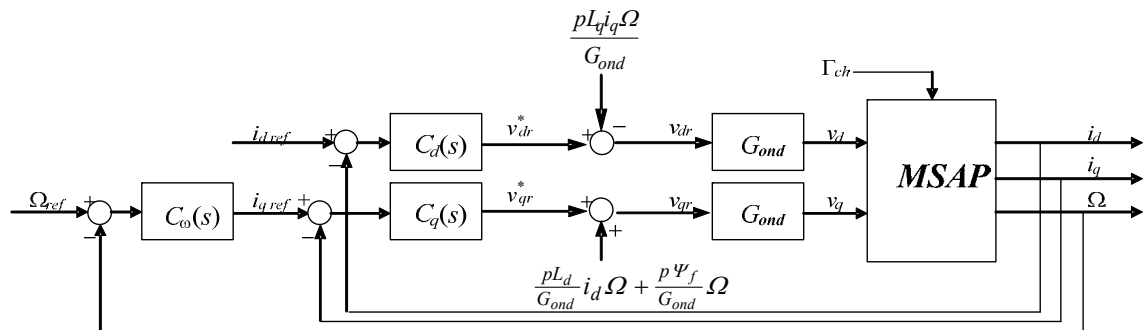 pL_q i_q Ω / G_ond
Γ_ch
i_d ref + − C_d(s) v*_dr + − v_dr G_ond v_d MSAP i_d
i_q
Ω_ref + − C_ω(s) i_q ref + − C_q(s) v*_qr + + v_qr G_ond v_q Ω
pL_d / G_ond i_d Ω + p Ψ_f / G_ond Ω